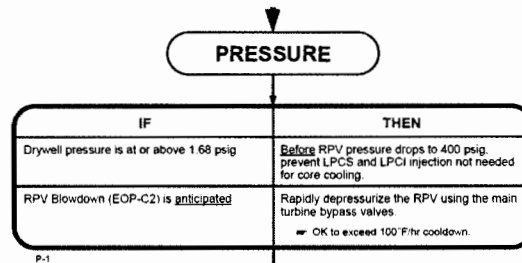 PRESSURE
IF
THEN
Drywell pressure is at or above 1.68 psig
Before RPV pressure drops to 400 psig,
prevent LPCS and LPCI injection not needed
for core cooling.
RPV Blowdown (EOP-C2) is anticipated
Rapidly depressurize the RPV using the main
turbine bypass valves.
☛ OK to exceed 100°F/hr cooldown.
P-1